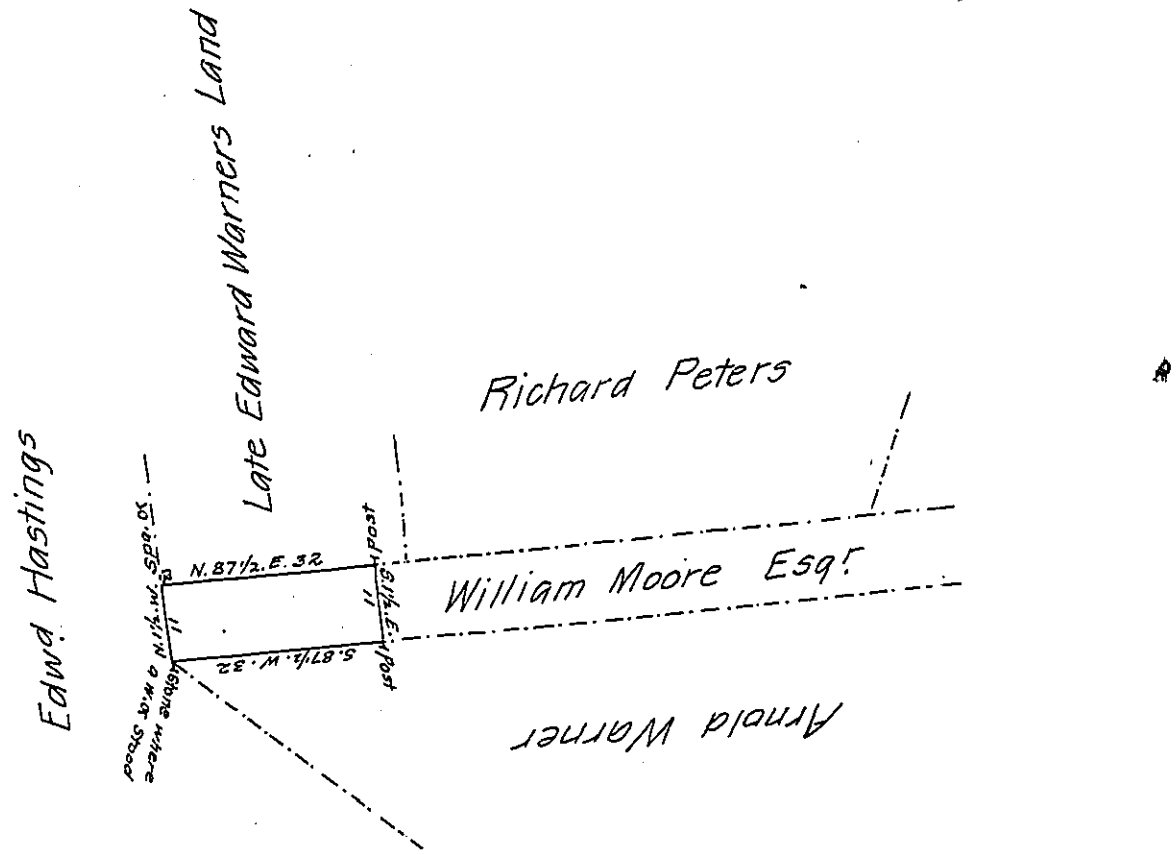 Edwd Hastings
Late Edward Warners Land
Richard Peters
William Moore Esqr.
Arnold Warner
N. 87½. E. 32
post
S. 1½. E.
11
Post
S. 87½. W. 32
Stone where
a W.os Stood
N. 1½. W.
11